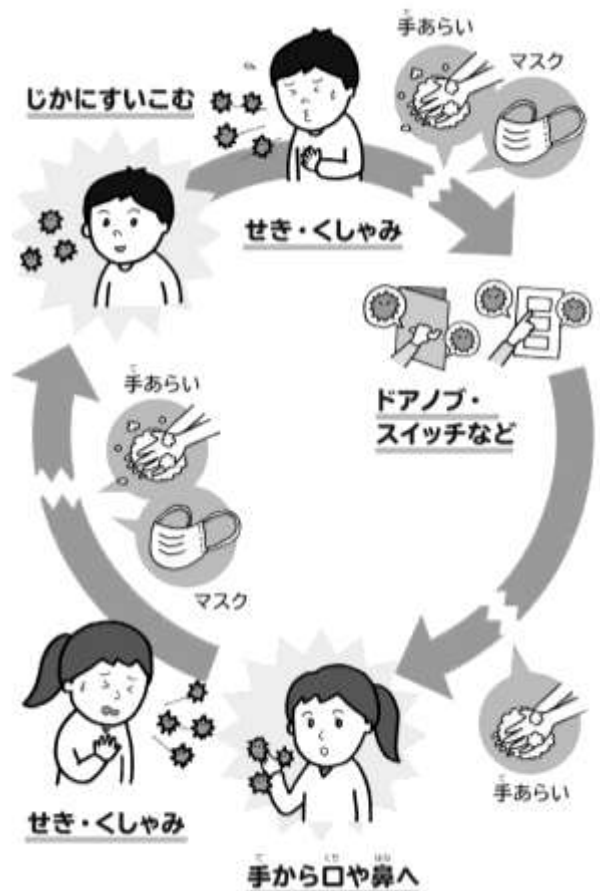 手あらい
マスク
じかにすいこむ
せき・くしゃみ
ドアノブ・
スイッチなど
手あらい
マスク
手あらい
せき・くしゃみ
手から口や鼻へ